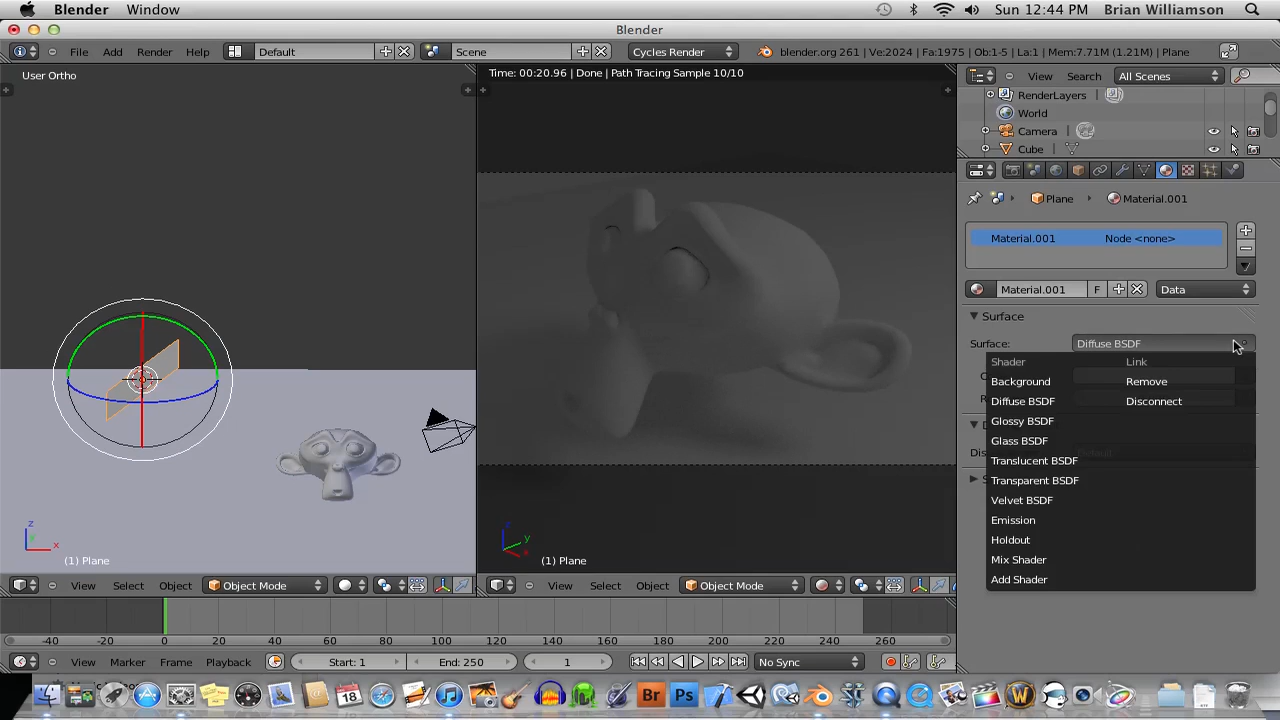 Blender Window Sun 12:44 PM Brian Williamson
Blender
File Add Render Help Default Scene Cycles Render blender.org 261 | Ve:2024 | Fa:1975 | Ob:1-5 | La:1 | Mem:7.71M (1.21M) | Plane
User Ortho
Time: 00:20.96 | Done | Path Tracing Sample 10/10
View Search All Scenes
RenderLayers
World
Camera
Cube
Plane Material.001
Material.001 Node <none>
Material.001 F Data
Surface
Surface: Diffuse BSDF
Shader Link
Background Remove
Diffuse BSDF Disconnect
Glossy BSDF
Glass BSDF
Translucent BSDF
Transparent BSDF
Velvet BSDF
Emission
Holdout
Mix Shader
Add Shader
z
x
(1) Plane
z
y
x
(1) Plane
View Select Object Object Mode
View Select Object Object Mode
-40 -20 0 20 40 60 80 100 120 140 160 180 200 220 240 260
View Marker Frame Playback Start: 1 End: 250 1 No Sync
18
Br Ps
W